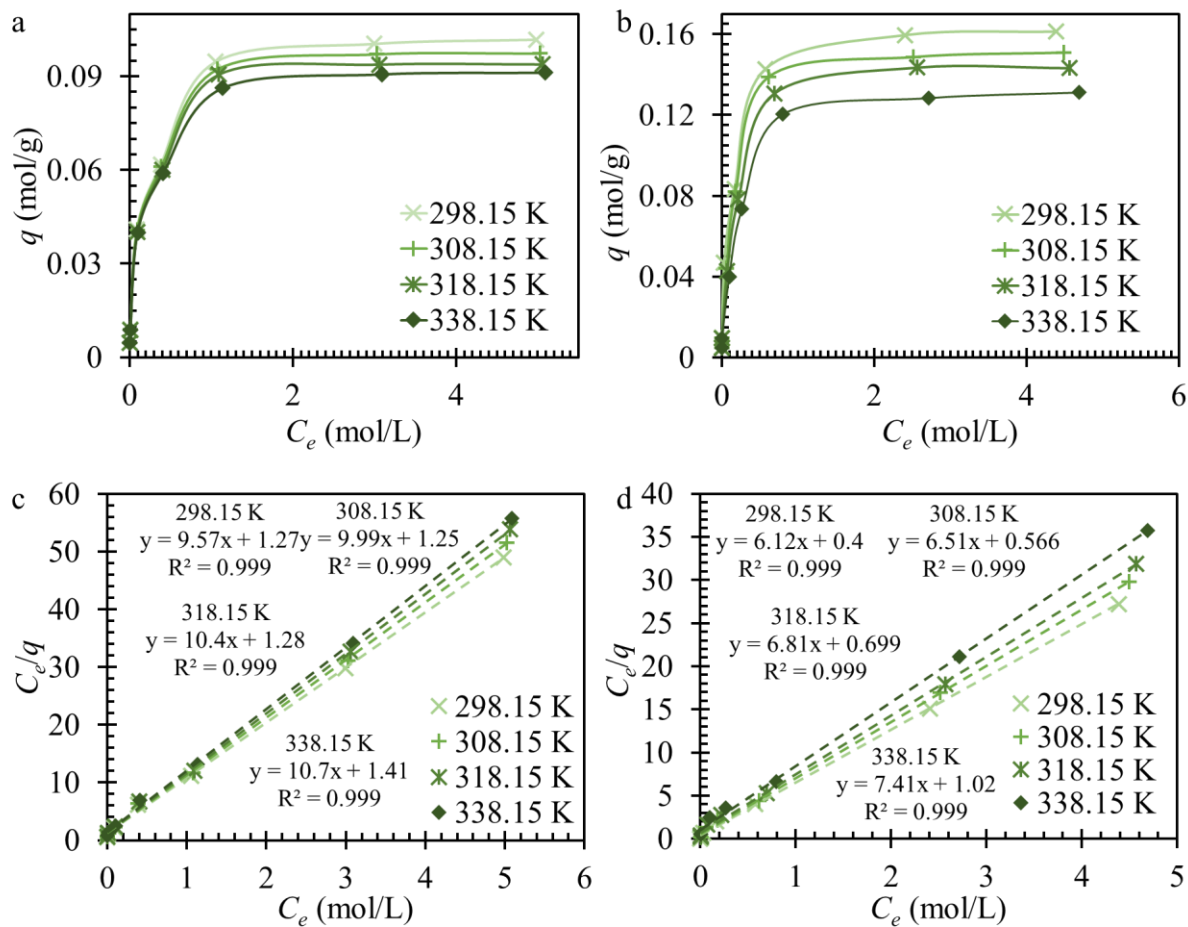 a
0.09
0.06
0.03
0
0
2
4
q (mol/g)
Cₑ (mol/L)
298.15 K
308.15 K
318.15 K
338.15 K
b
0.16
0.12
0.08
0.04
0
0
2
4
6
q (mol/g)
Cₑ (mol/L)
298.15 K
308.15 K
318.15 K
338.15 K
c
60
50
40
30
20
10
0
0
1
2
3
4
5
6
Cₑ/q
Cₑ (mol/L)
298.15 K
y = 9.57x + 1.27
R² = 0.999
308.15 K
y = 9.99x + 1.25
R² = 0.999
318.15 K
y = 10.4x + 1.28
R² = 0.999
338.15 K
y = 10.7x + 1.41
R² = 0.999
298.15 K
308.15 K
318.15 K
338.15 K
d
40
35
30
25
20
15
10
5
0
0
1
2
3
4
5
Cₑ/q
Cₑ (mol/L)
298.15 K
y = 6.12x + 0.4
R² = 0.999
308.15 K
y = 6.51x + 0.566
R² = 0.999
318.15 K
y = 6.81x + 0.699
R² = 0.999
338.15 K
y = 7.41x + 1.02
R² = 0.999
298.15 K
308.15 K
318.15 K
338.15 K